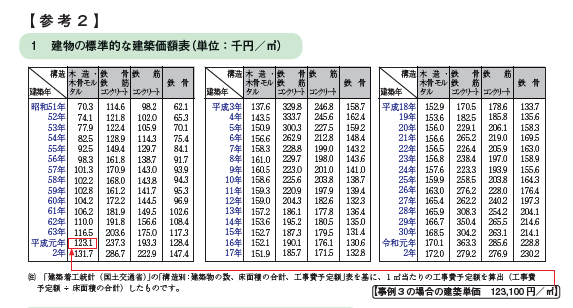 【参考2】
1 建物の標準的な建築価額表(単位：千円／㎡)
構造 木造・ 鉄骨 鉄筋 鉄骨
木骨モル 鉄筋 コンクリート
建築年 タル コンクリート
昭和51年 70.3 114.6 98.2 62.1
52年 74.1 121.8 102.0 65.3
53年 77.9 122.4 105.9 70.1
54年 82.5 128.9 114.3 75.4
55年 92.5 149.4 129.7 84.1
56年 98.3 161.8 138.7 91.7
57年 101.3 170.9 143.0 93.9
58年 102.2 168.0 143.8 94.3
59年 102.8 161.2 141.7 95.3
60年 104.2 172.2 144.5 96.9
61年 106.2 181.9 149.5 102.6
62年 110.0 191.8 156.6 108.4
63年 116.5 203.6 175.0 117.3
平成元年 123.1 237.3 193.3 128.4
2年 131.7 286.7 222.9 147.4
構造 木造・ 鉄骨 鉄筋 鉄骨
木骨モル 鉄筋 コンクリート
建築年 タル コンクリート
平成3年 137.6 329.8 246.8 158.7
4年 143.5 333.7 245.6 162.4
5年 150.9 300.3 227.5 159.2
6年 156.6 262.9 212.8 148.4
7年 158.3 228.8 199.0 143.2
8年 161.0 229.7 198.0 143.6
9年 160.5 223.0 201.0 141.0
10年 158.6 225.6 203.8 138.7
11年 159.3 220.9 197.9 139.4
12年 159.0 204.3 182.6 132.3
13年 157.2 186.1 177.8 136.4
14年 153.6 195.2 180.5 135.0
15年 152.7 187.3 179.5 131.4
16年 152.1 190.1 176.1 130.6
17年 151.9 185.7 171.5 132.8
構造 木造・ 鉄骨 鉄筋 鉄骨
木骨モル 鉄筋 コンクリート
建築年 タル コンクリート
平成18年 152.9 170.5 178.6 133.7
19年 153.6 182.5 185.8 135.6
20年 156.0 229.1 206.1 158.3
21年 156.6 265.2 219.0 169.5
22年 156.5 226.4 205.9 163.0
23年 156.8 238.4 197.0 158.9
24年 157.6 223.3 193.9 155.6
25年 159.9 258.5 203.8 164.3
26年 163.0 276.2 228.0 176.4
27年 165.4 262.2 240.2 197.3
28年 165.9 308.3 254.2 204.1
29年 166.7 350.4 265.5 214.6
30年 168.5 304.2 263.1 214.1
令和元年 170.1 363.3 285.6 228.8
2年 172.0 279.2 276.9 230.2
㊟ 「建築着工統計(国土交通省)」の「構造別：建築物の数、床面積の合計、工事費予定額」表を基に、1㎡当たりの工事費予定額を算出(工事費
予定額÷床面積の合計)したものです。
【事例3の場合の建築単価 123,100円／㎡】